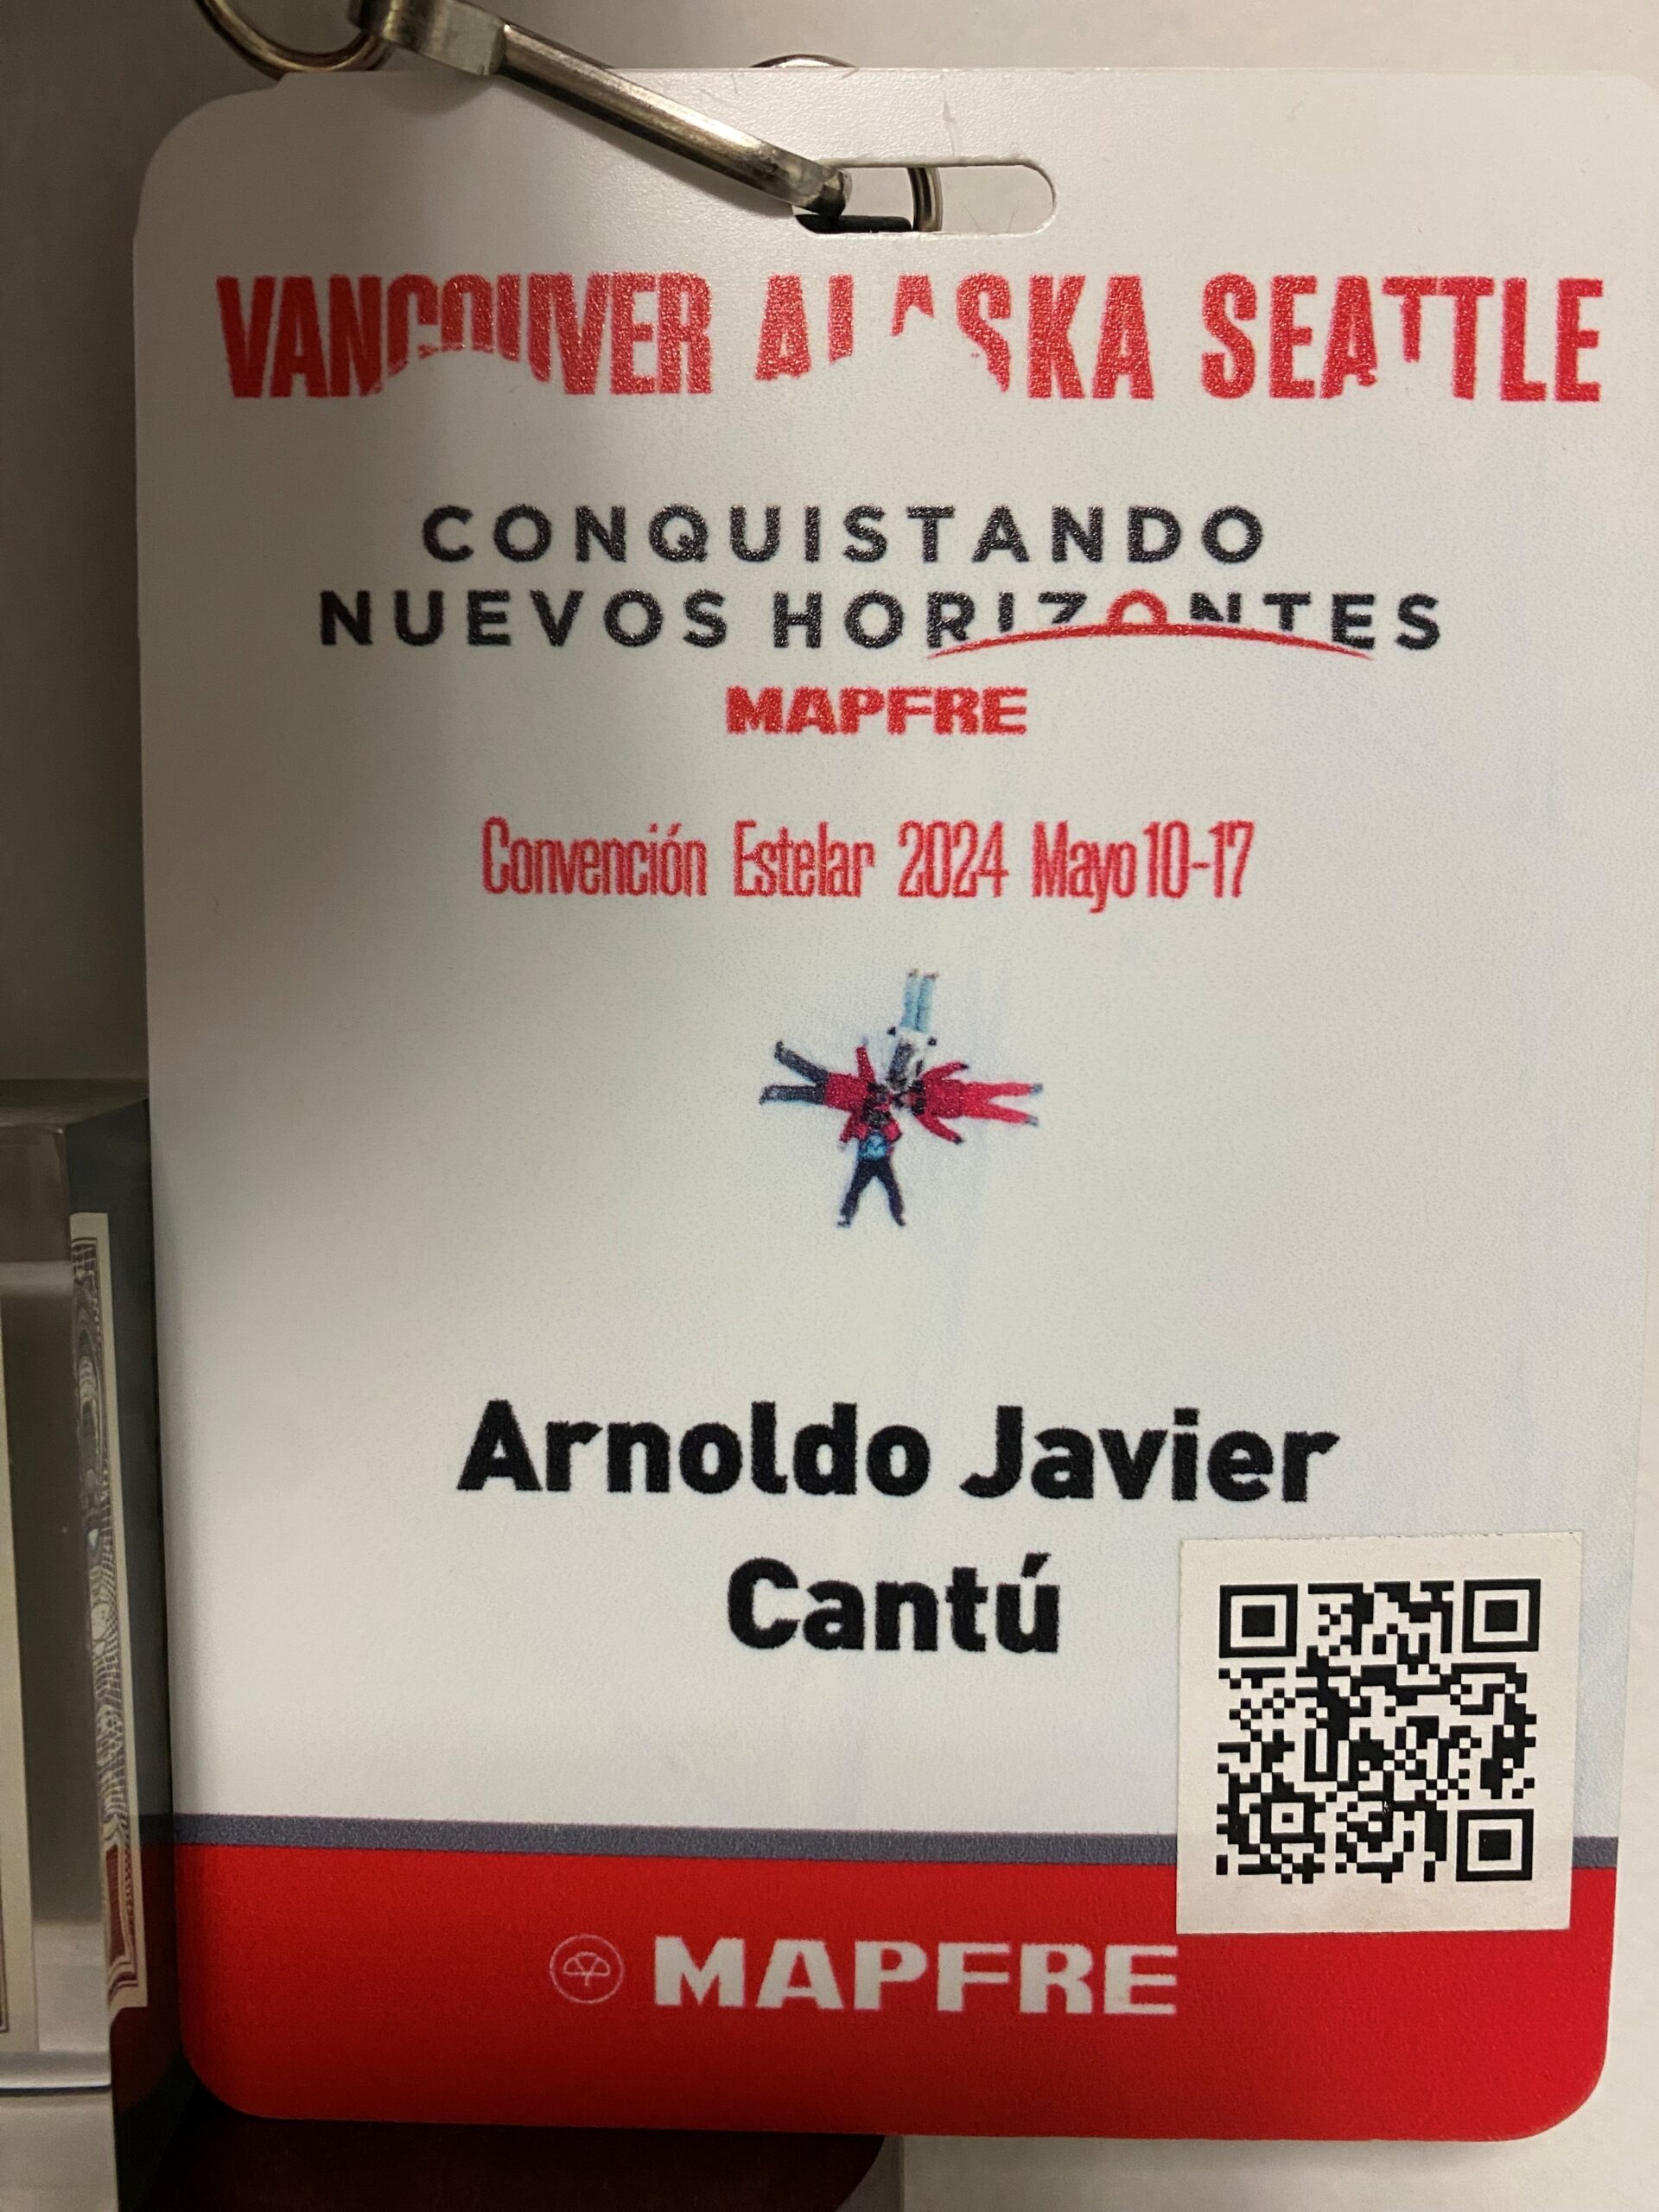 VANCOUVER ALASKA SEATTLE
CONQUISTANDO
NUEVOS HORIZONTES
MAPFRE
Convención Estelar 2024 Mayo 10-17
Arnoldo Javier
Cantú
MAPFRE